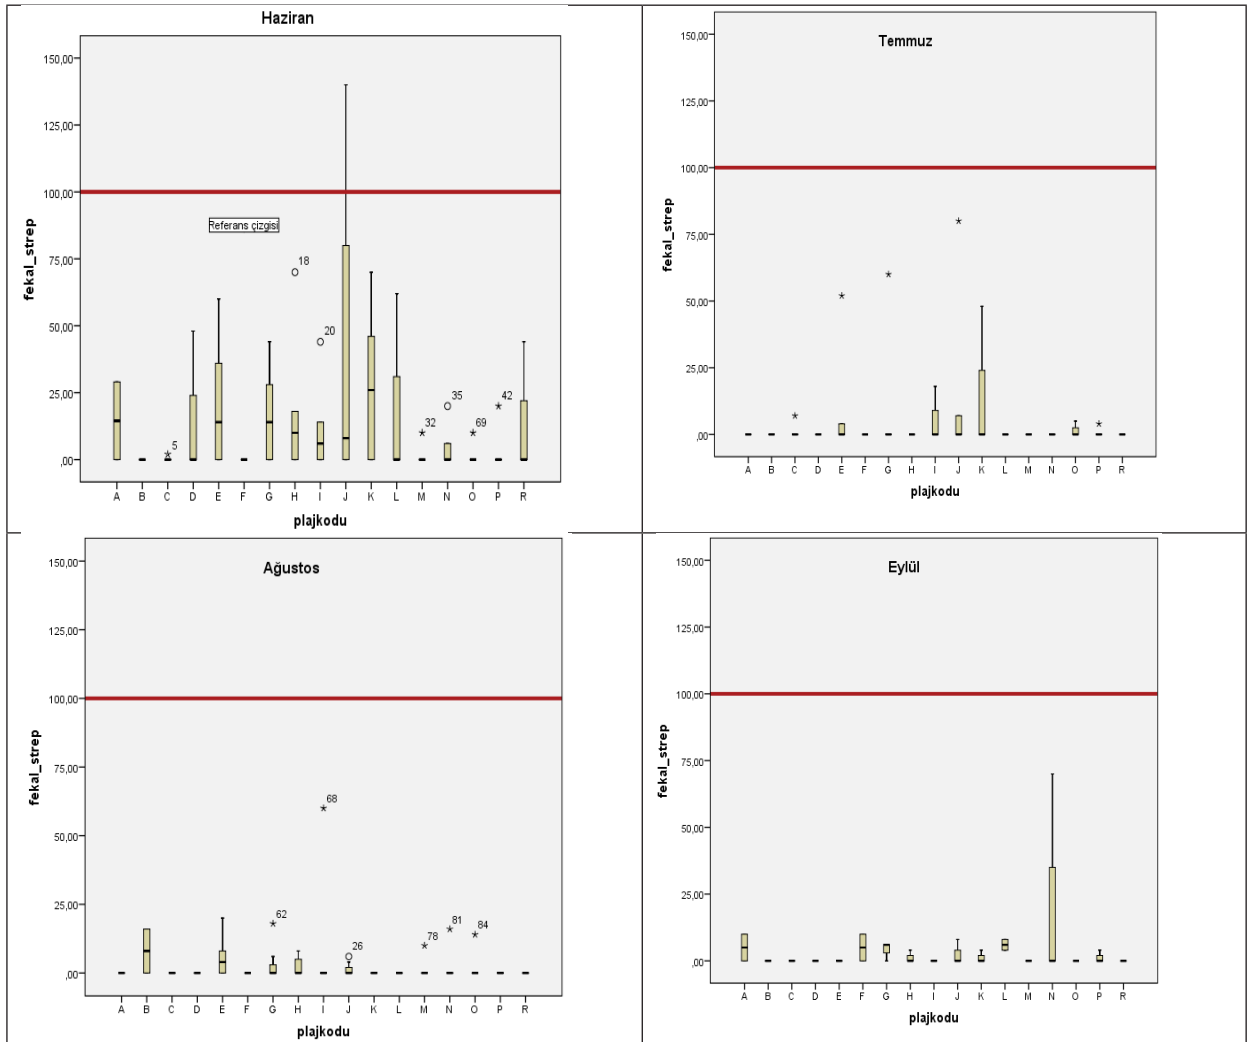 Haziran
150,00
125,00
100,00
Referans çizgisi
75,00
18
50,00
20
25,00
5
32
35
69
42
,00
fekal_strep
A B C D E F G H I J K L M N O P R
plajkodu
Temmuz
150,00
125,00
100,00
75,00
50,00
25,00
,00
fekal_strep
A B C D E F G H I J K L M N O P R
plajkodu
Ağustos
150,00
125,00
100,00
75,00
68
50,00
25,00
62
26
78
81
84
,00
fekal_strep
A B C D E F G H I J K L M N O P R
plajkodu
Eylül
150,00
125,00
100,00
75,00
50,00
25,00
,00
fekal_strep
A B C D E F G H I J K L M N O P R
plajkodu